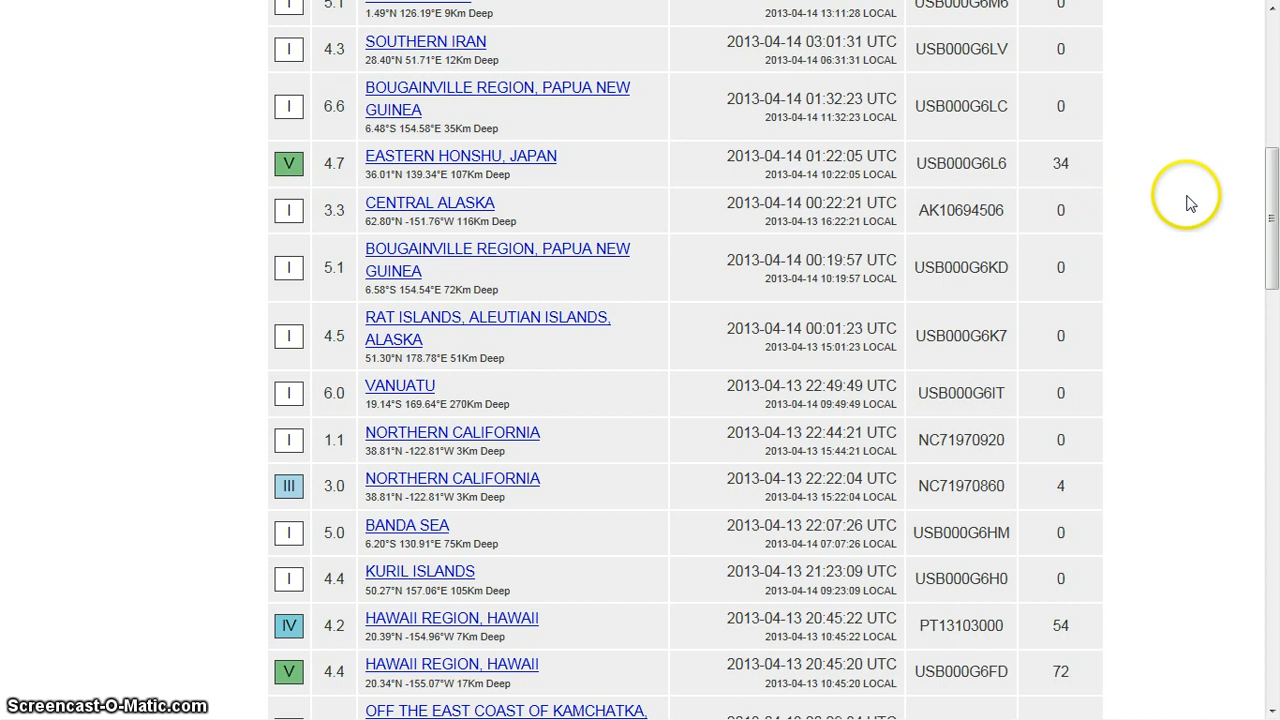 I
5.1
1.49°N 126.19°E 9Km Deep
2013-04-14 13:11:28 LOCAL
USB000G6M6
0
I
4.3
SOUTHERN IRAN
28.40°N 51.71°E 12Km Deep
2013-04-14 03:01:31 UTC
2013-04-14 06:31:31 LOCAL
USB000G6LV
0
I
6.6
BOUGAINVILLE REGION, PAPUA NEW
GUINEA
6.48°S 154.58°E 35Km Deep
2013-04-14 01:32:23 UTC
2013-04-14 11:32:23 LOCAL
USB000G6LC
0
V
4.7
EASTERN HONSHU, JAPAN
36.01°N 139.34°E 107Km Deep
2013-04-14 01:22:05 UTC
2013-04-14 10:22:05 LOCAL
USB000G6L6
34
I
3.3
CENTRAL ALASKA
62.80°N -151.76°W 116Km Deep
2013-04-14 00:22:21 UTC
2013-04-13 16:22:21 LOCAL
AK10694506
0
I
5.1
BOUGAINVILLE REGION, PAPUA NEW
GUINEA
6.58°S 154.54°E 72Km Deep
2013-04-14 00:19:57 UTC
2013-04-14 10:19:57 LOCAL
USB000G6KD
0
I
4.5
RAT ISLANDS, ALEUTIAN ISLANDS,
ALASKA
51.30°N 178.78°E 51Km Deep
2013-04-14 00:01:23 UTC
2013-04-13 15:01:23 LOCAL
USB000G6K7
0
I
6.0
VANUATU
19.14°S 169.64°E 270Km Deep
2013-04-13 22:49:49 UTC
2013-04-14 09:49:49 LOCAL
USB000G6IT
0
I
1.1
NORTHERN CALIFORNIA
38.81°N -122.81°W 3Km Deep
2013-04-13 22:44:21 UTC
2013-04-13 15:44:21 LOCAL
NC71970920
0
III
3.0
NORTHERN CALIFORNIA
38.81°N -122.81°W 3Km Deep
2013-04-13 22:22:04 UTC
2013-04-13 15:22:04 LOCAL
NC71970860
4
I
5.0
BANDA SEA
6.20°S 130.91°E 75Km Deep
2013-04-13 22:07:26 UTC
2013-04-14 07:07:26 LOCAL
USB000G6HM
0
I
4.4
KURIL ISLANDS
50.27°N 157.06°E 105Km Deep
2013-04-13 21:23:09 UTC
2013-04-14 09:23:09 LOCAL
USB000G6H0
0
IV
4.2
HAWAII REGION, HAWAII
20.39°N -154.96°W 7Km Deep
2013-04-13 20:45:22 UTC
2013-04-13 10:45:22 LOCAL
PT13103000
54
V
4.4
HAWAII REGION, HAWAII
20.34°N -155.07°W 17Km Deep
2013-04-13 20:45:20 UTC
2013-04-13 10:45:20 LOCAL
USB000G6FD
72
OFF THE EAST COAST OF KAMCHATKA,
Screencast-O-Matic.com